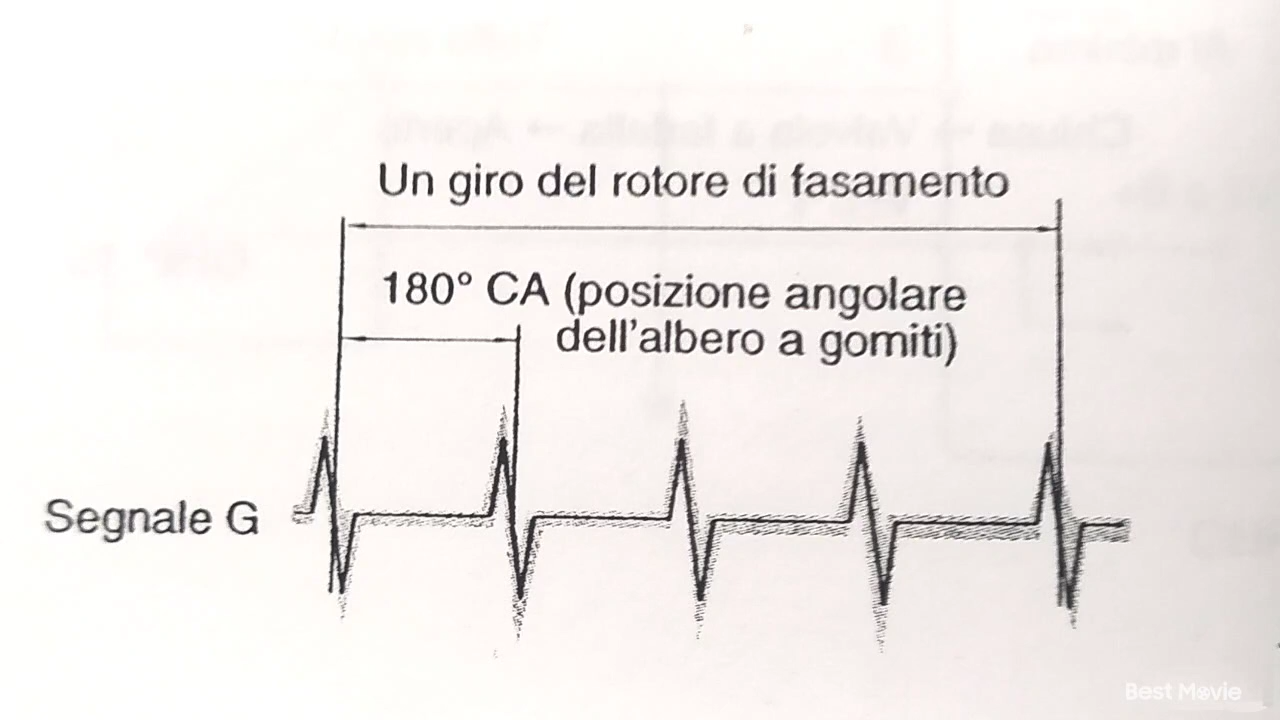 Un giro del rotore di fasamento
180° CA (posizione angolare
dell'albero a gomiti)
Segnale G
Best Movie